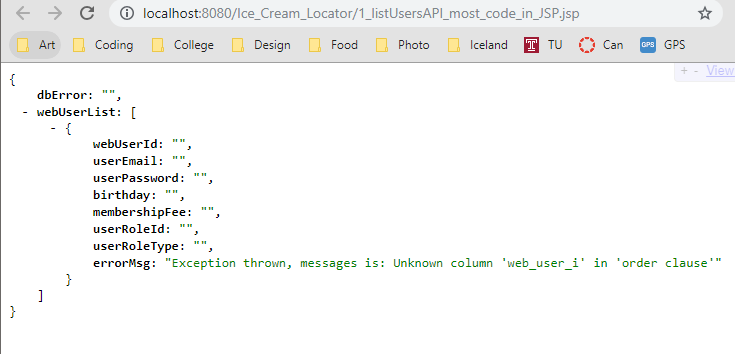 localhost:8080/Ice_Cream_Locator/1_listUsersAPI_most_code_in_JSP.jsp
Art Coding College Design Food Photo Iceland T TU Can GPS GPS
+ - View
{
dbError: "",
- webUserList: [
- {
webUserId: "",
userEmail: "",
userPassword: "",
birthday: "",
membershipFee: "",
userRoleId: "",
userRoleType: "",
errorMsg: "Exception thrown, messages is: Unknown column 'web_user_i' in 'order clause'"
}
]
}